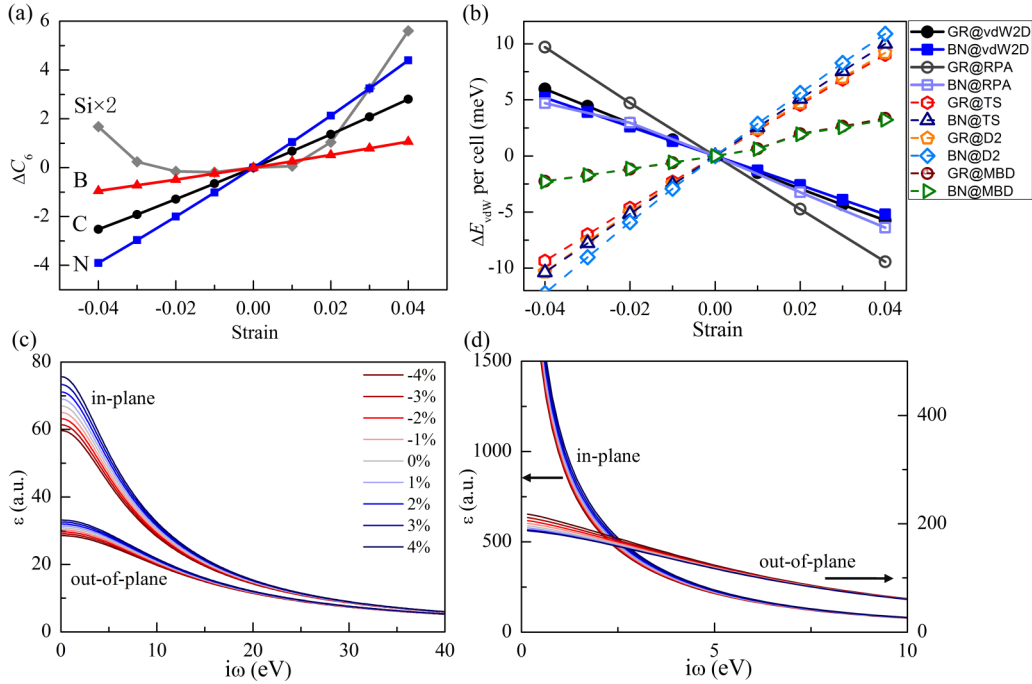 (a)
ΔC6
6
4
2
0
-2
-4
Si×2
B
C
N
-0.04
-0.02
0.00
0.02
0.04
Strain
(b)
ΔEvdW per cell (meV)
10
5
0
-5
-10
-0.04
-0.02
0.00
0.02
0.04
Strain
GR@vdW2D
BN@vdW2D
GR@RPA
BN@RPA
GR@TS
BN@TS
GR@D2
BN@D2
GR@MBD
BN@MBD
(c)
ε (a.u.)
80
60
40
20
0
in-plane
out-of-plane
-4%
-3%
-2%
-1%
0%
1%
2%
3%
4%
0
10
20
30
40
iω (eV)
(d)
ε (a.u.)
1500
1250
1000
750
500
250
0
in-plane
out-of-plane
400
200
0
0
5
10
iω (eV)